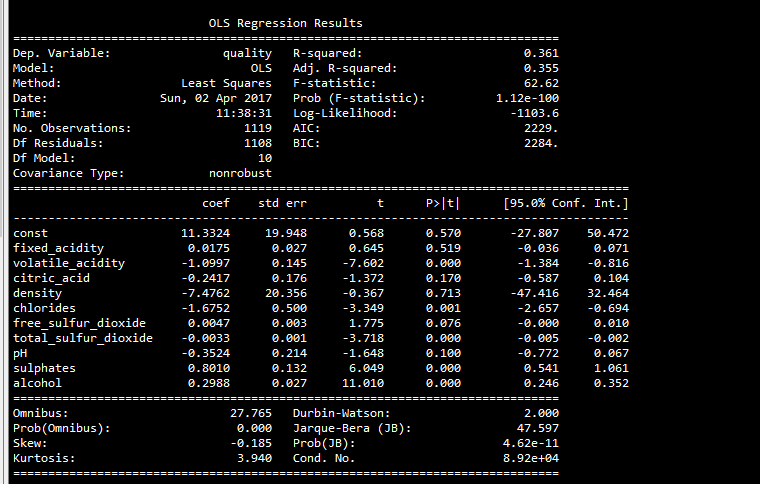 OLS Regression Results
==============================================================================
Dep. Variable:                quality   R-squared:                       0.361
Model:                            OLS   Adj. R-squared:                  0.355
Method:                 Least Squares   F-statistic:                     62.62
Date:                Sun, 02 Apr 2017   Prob (F-statistic):          1.12e-100
Time:                        11:38:31   Log-Likelihood:                -1103.6
No. Observations:                1119   AIC:                             2229.
Df Residuals:                    1108   BIC:                             2284.
Df Model:                          10
Covariance Type:            nonrobust
========================================================================================
                           coef    std err          t      P>|t|      [95.0% Conf. Int.]
----------------------------------------------------------------------------------------
const                   11.3324     19.948      0.568      0.570       -27.807    50.472
fixed_acidity            0.0175      0.027      0.645      0.519        -0.036     0.071
volatile_acidity        -1.0997      0.145     -7.602      0.000        -1.384    -0.816
citric_acid             -0.2417      0.176     -1.372      0.170        -0.587     0.104
density                 -7.4762     20.356     -0.367      0.713       -47.416    32.464
chlorides               -1.6752      0.500     -3.349      0.001        -2.657    -0.694
free_sulfur_dioxide      0.0047      0.003      1.775      0.076        -0.000     0.010
total_sulfur_dioxide    -0.0033      0.001     -3.718      0.000        -0.005    -0.002
pH                      -0.3524      0.214     -1.648      0.100        -0.772     0.067
sulphates                0.8010      0.132      6.049      0.000         0.541     1.061
alcohol                  0.2988      0.027     11.010      0.000         0.246     0.352
==============================================================================
Omnibus:                       27.765   Durbin-Watson:                   2.000
Prob(Omnibus):                  0.000   Jarque-Bera (JB):               47.597
Skew:                          -0.185   Prob(JB):                     4.62e-11
Kurtosis:                       3.940   Cond. No.                     8.92e+04
==============================================================================